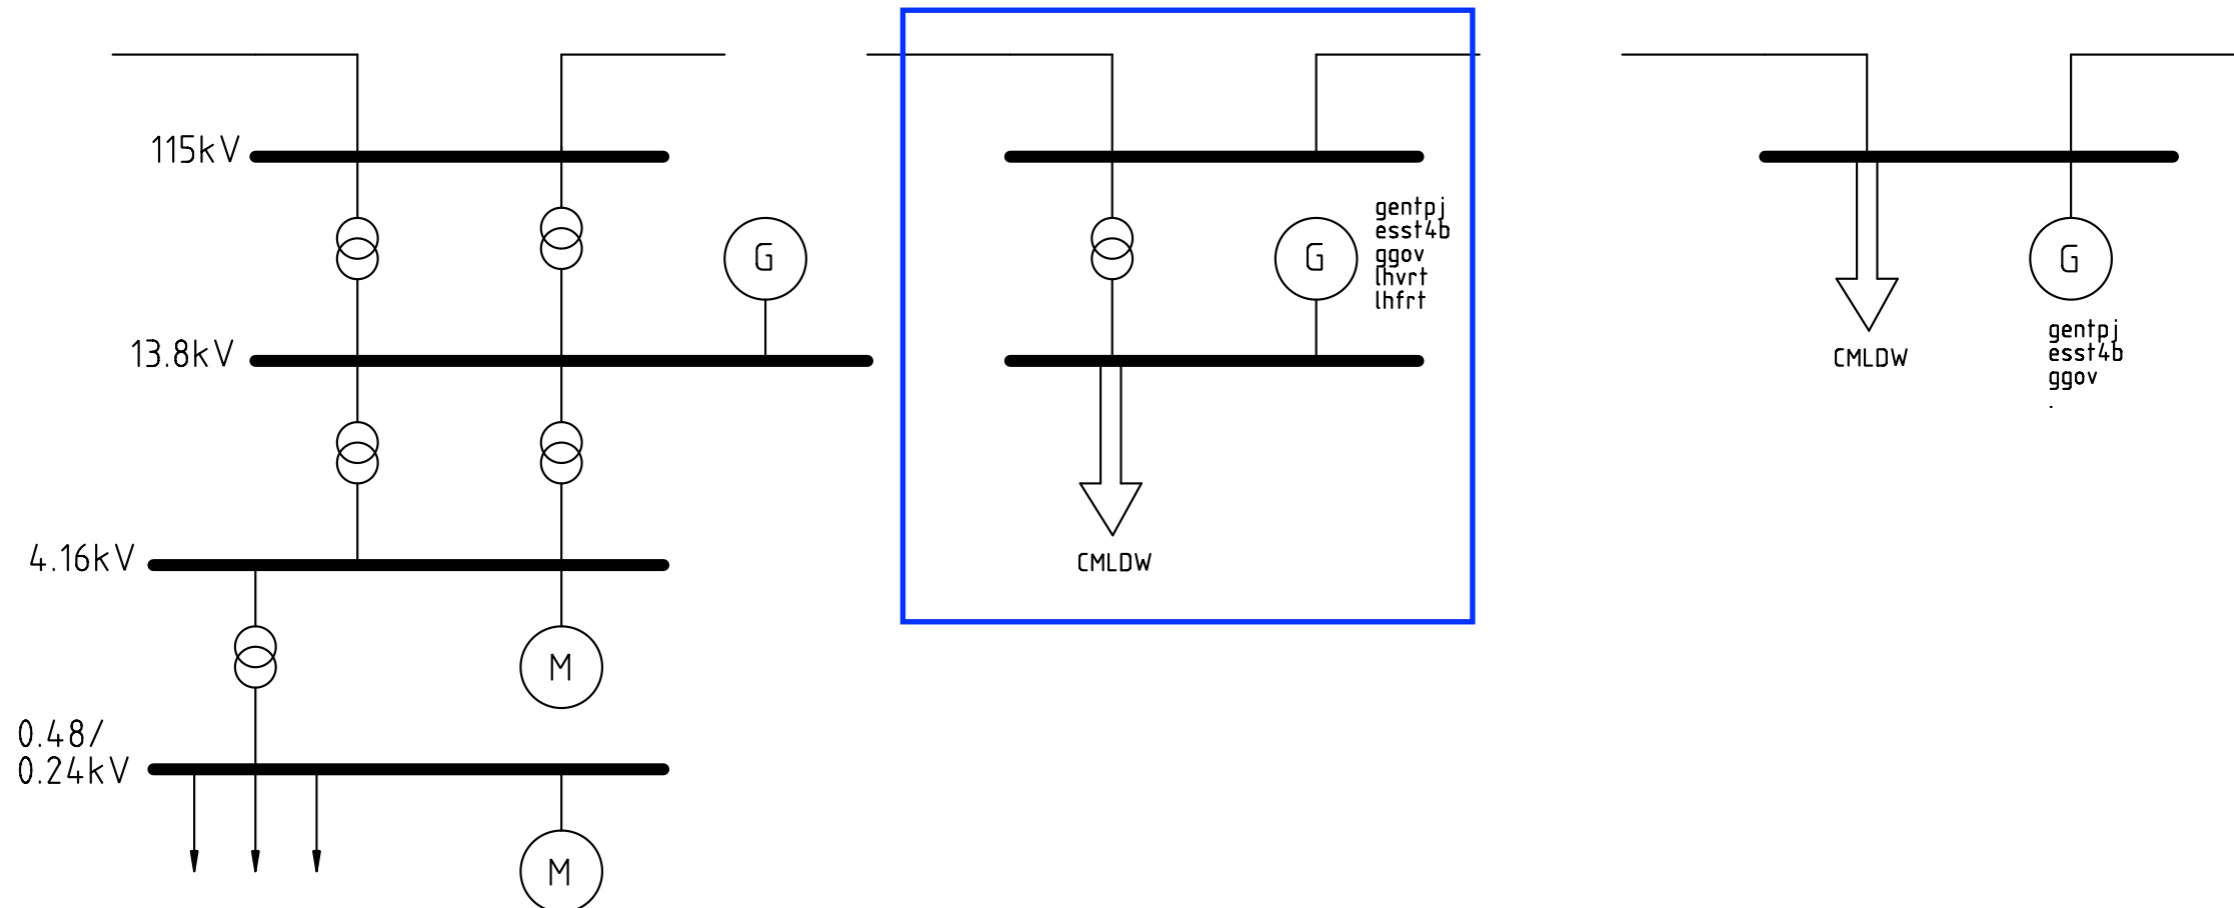 115kV
G
13.8kV
4.16kV
M
0.48/
0.24kV
M
G
gentpj
esst4b
ggov
lhvrt
lhfrt
CMLDW
CMLDW
G
gentpj
esst4b
ggov
.